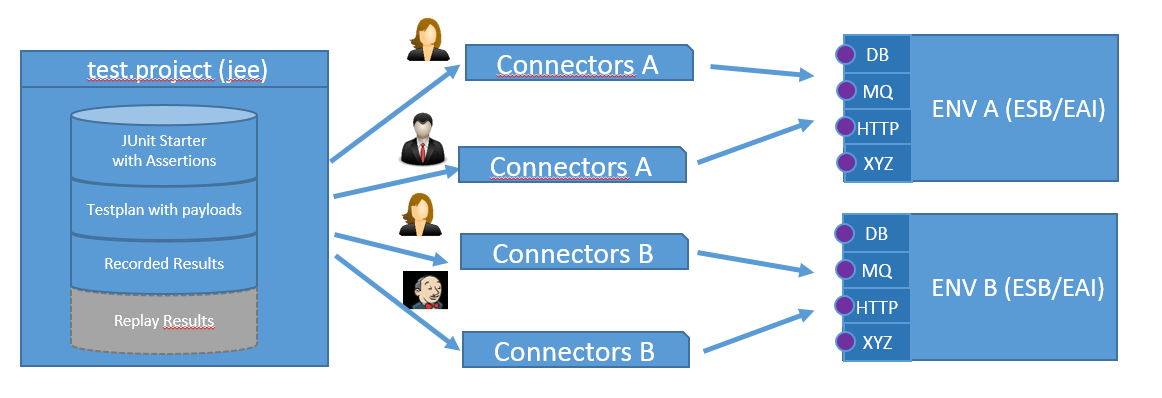 test.project (jee)
JUnit Starter
with Assertions
Testplan with payloads
Recorded Results
Replay Results
Connectors A
Connectors A
Connectors B
Connectors B
DB
MQ
HTTP
XYZ
ENV A (ESB/EAI)
DB
MQ
HTTP
XYZ
ENV B (ESB/EAI)